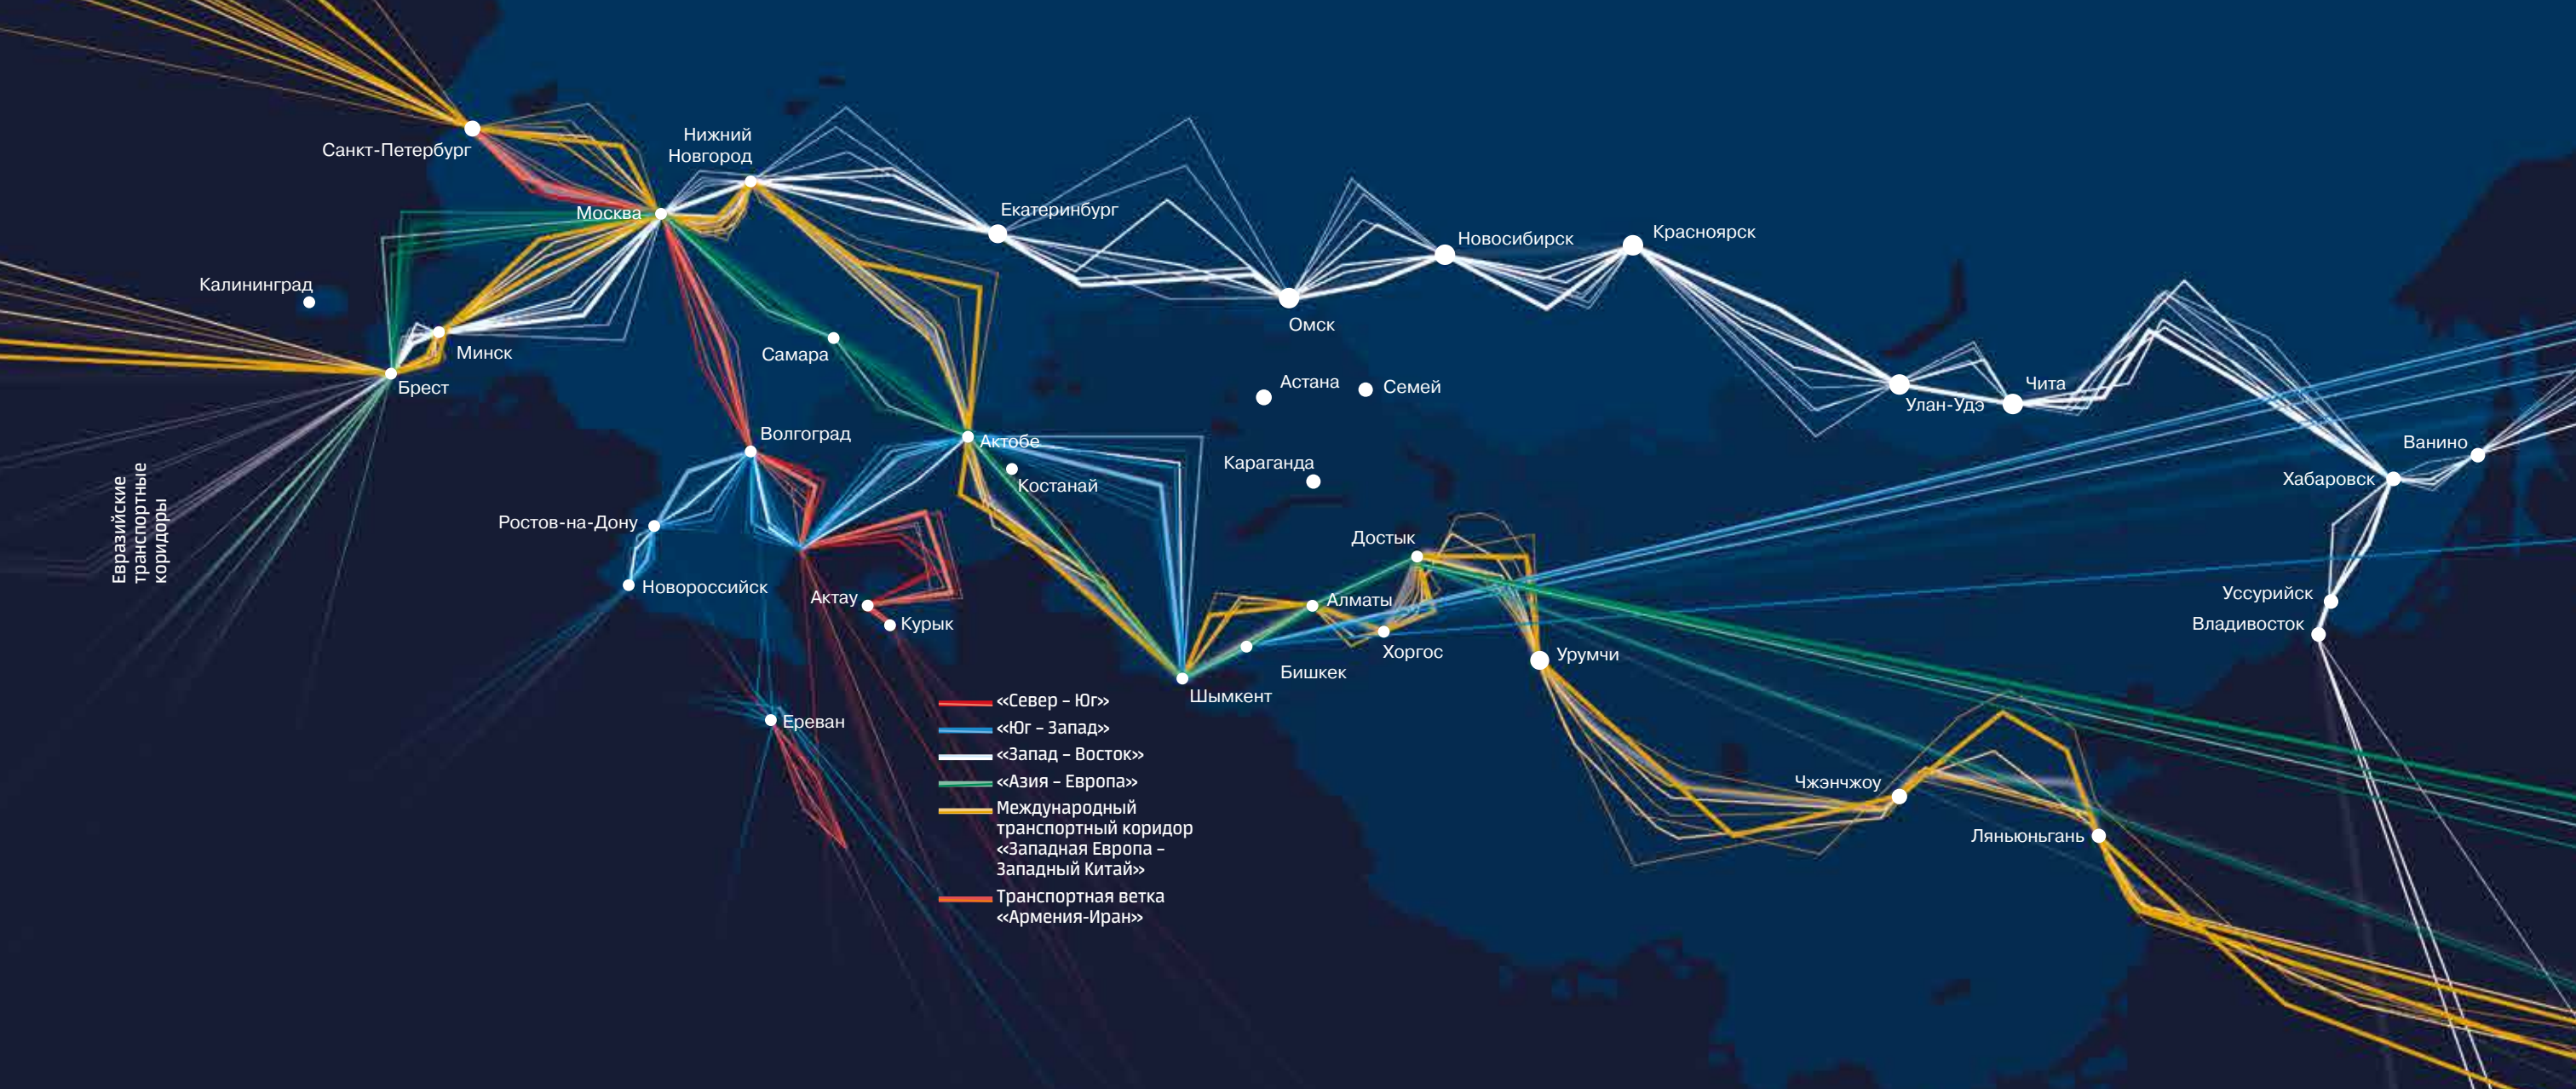 Санкт-Петербург
Нижний
Новгород
Москва
Екатеринбург
Новосибирск
Красноярск
Калининград
Минск
Брест
Самара
Омск
Астана
Семей
Улан-Удэ
Чита
Волгоград
Актобе
Костанай
Караганда
Ванино
Хабаровск
Евразийские
транспортные
коридоры
Ростов-на-Дону
Новороссийск
Актау
Курык
Достык
Алматы
Хоргос
Бишкек
Шымкент
Урумчи
Уссурийск
Владивосток
Ереван
Чжэнчжоу
Ляньюньгань
«Север – Юг»
«Юг – Запад»
«Запад – Восток»
«Азия – Европа»
Международный
транспортный коридор
«Западная Европа –
Западный Китай»
Транспортная ветка
«Армения-Иран»